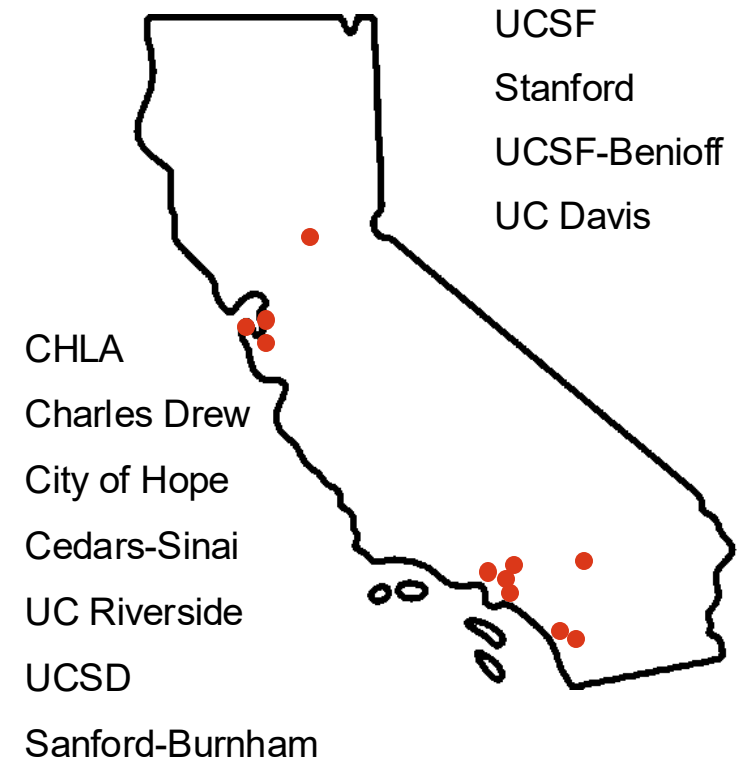 UCSF
Stanford
UCSF-Benioff
UC Davis
CHLA
Charles Drew
City of Hope
Cedars-Sinai
UC Riverside
UCSD
Sanford-Burnham